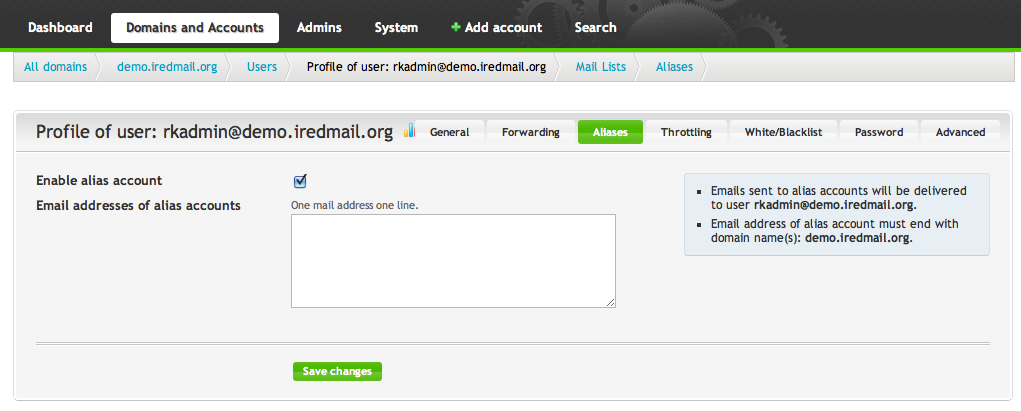 Dashboard Domains and Accounts Admins System Add account Search
All domains demo.iredmail.org Users Profile of user: rkadmin@demo.iredmail.org Mail Lists Aliases
Profile of user: rkadmin@demo.iredmail.org General Forwarding Aliases Throttling White/Blacklist Password Advanced
Enable alias account
Email addresses of alias accounts One mail address one line.
Emails sent to alias accounts will be delivered
to user rkadmin@demo.iredmail.org.
Email address of alias account must end with
domain name(s): demo.iredmail.org.
Save changes